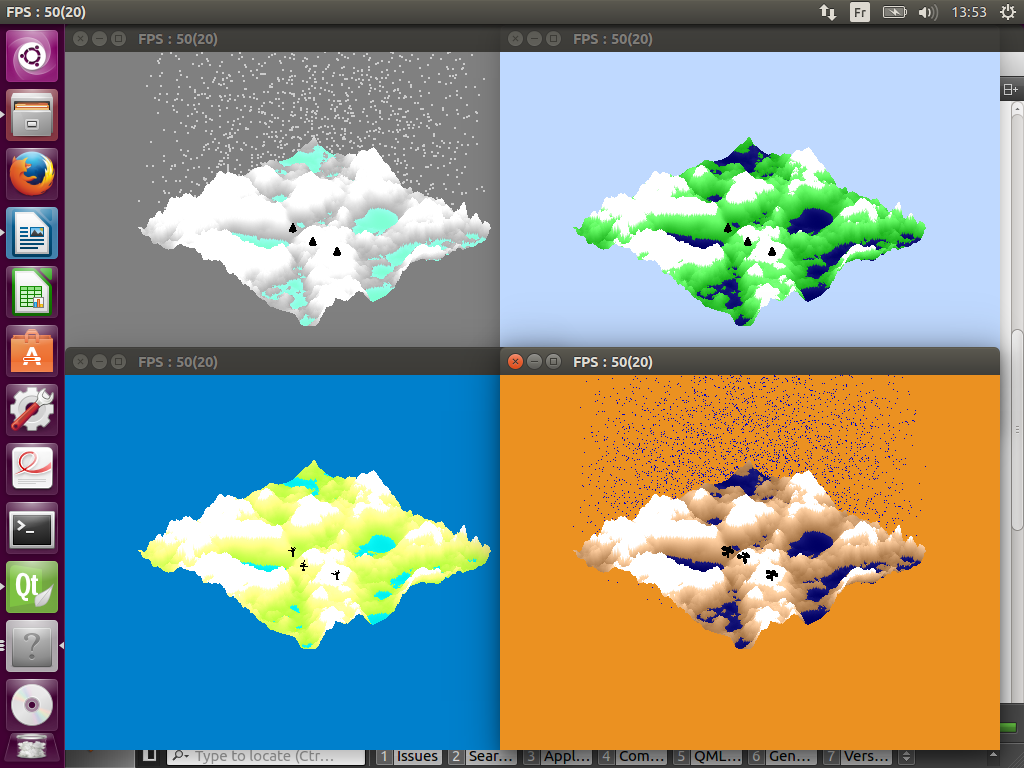 FPS : 50(20)
Fr
13:53
FPS : 50(20)
FPS : 50(20)
FPS : 50(20)
FPS : 50(20)
A
>_
Qt
?
Type to locate (Ctr...
1 Issues
2 Sear...
3 Appl...
4 Com...
5 QML...
6 Gen...
7 Vers...